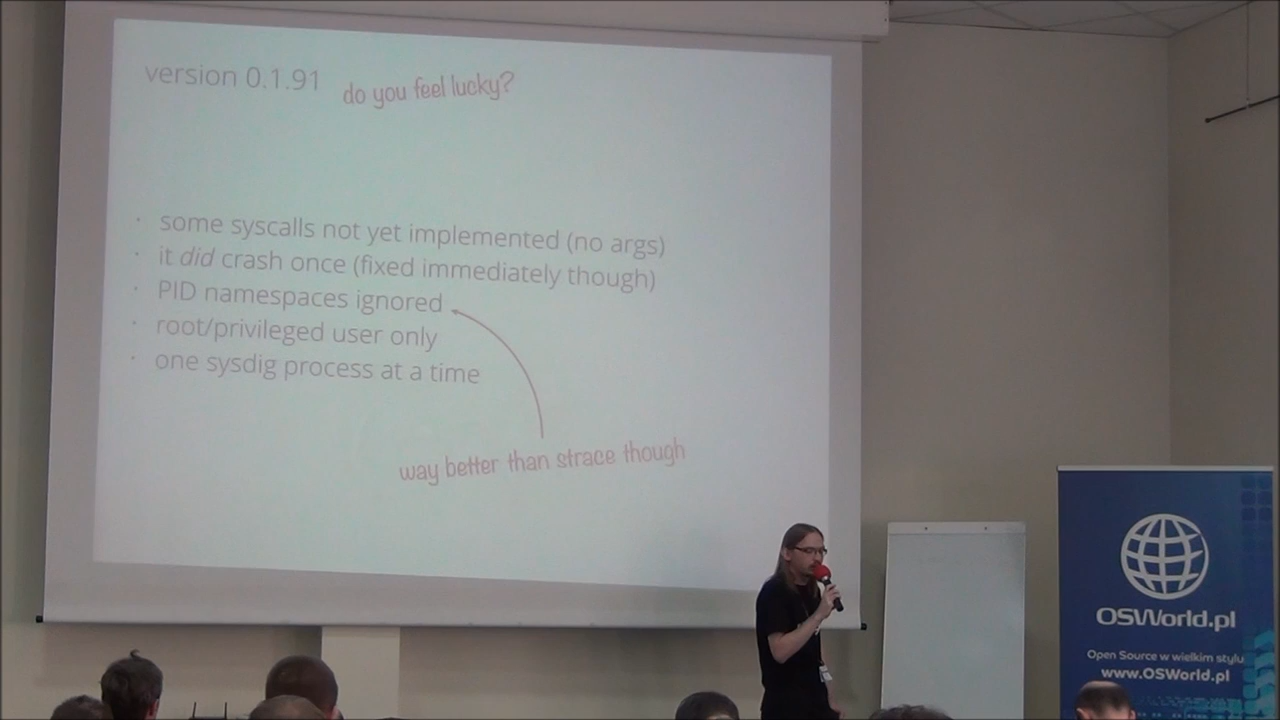 version 0.1.91
do you feel lucky?
· some syscalls not yet implemented (no args)
· it did crash once (fixed immediately though)
· PID namespaces ignored
· root/privileged user only
· one sysdig process at a time
way better than strace though
OSWorld.pl
Open Source w wielkim stylu
www.OSWorld.pl